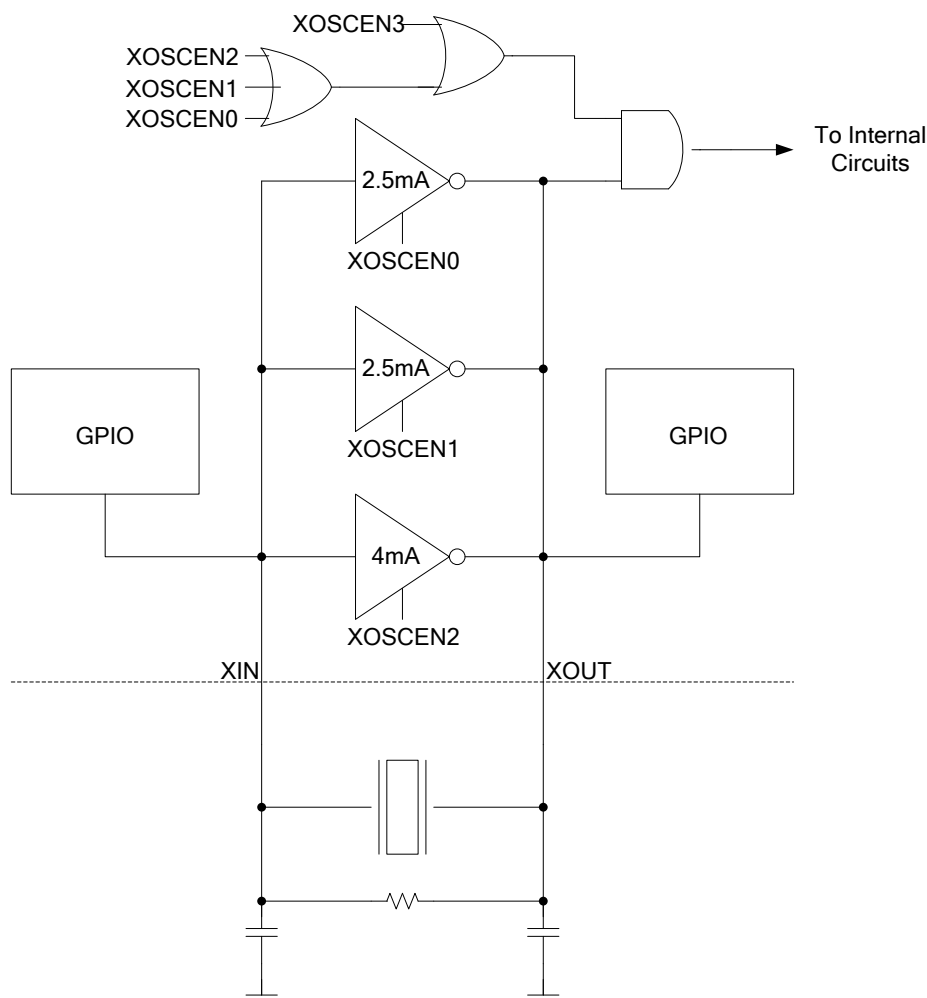 XOSCEN3
XOSCEN2
XOSCEN1
XOSCEN0
To Internal
Circuits
2.5mA
XOSCEN0
2.5mA
XOSCEN1
GPIO
GPIO
4mA
XOSCEN2
XIN
XOUT